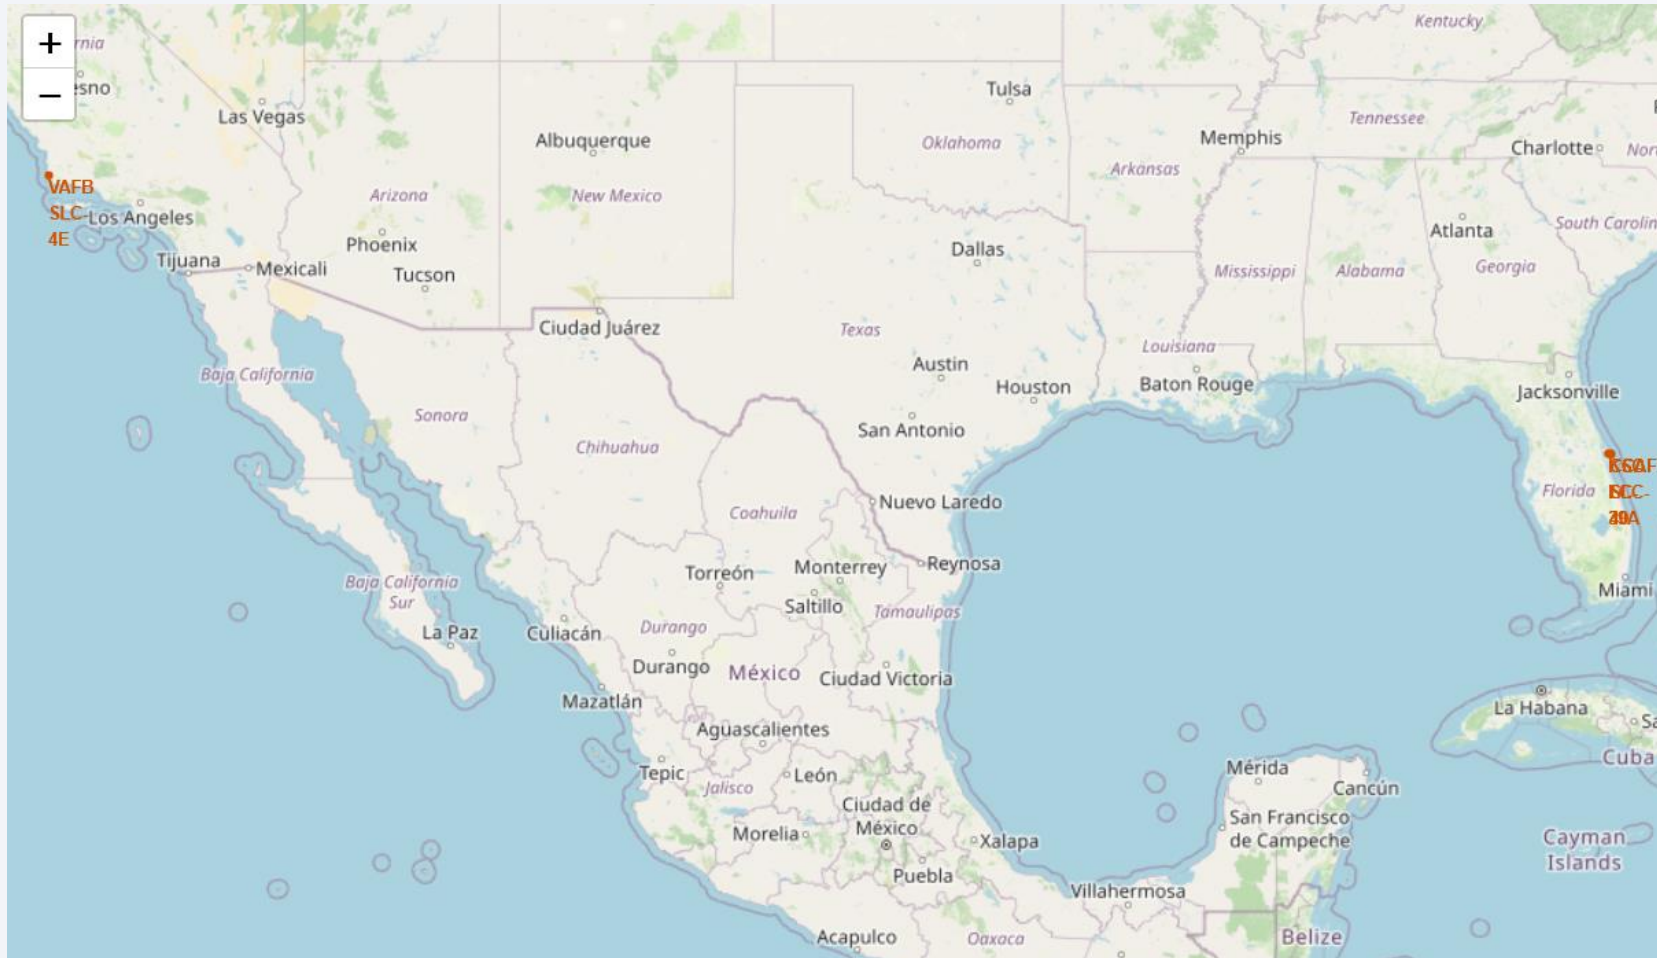 +
−
Kentucky
Las Vegas
Tulsa
Albuquerque
Oklahoma
Tennessee
Memphis
Charlotte
Arkansas
VAFB
SLC-
4E
Arizona
New Mexico
Los Angeles
Phoenix
Dallas
Atlanta
Tijuana
Mexicali
Tucson
Mississippi
Alabama
Georgia
Ciudad Juárez
Texas
Louisiana
Baja California
Austin
Houston
Baton Rouge
Jacksonville
Sonora
San Antonio
Chihuahua
Florida
Nuevo Laredo
Coahuila
Torreón
Monterrey
Reynosa
Baja California
Sur
Saltillo
Tamaulipas
Miami
La Paz
Culiacán
Durango
Durango
México
Ciudad Victoria
Mazatlán
La Habana
Aguascalientes
Cuba
Tepic
León
Mérida
Jalisco
Cancún
Ciudad de
México
Morelia
Xalapa
San Francisco
de Campeche
Cayman
Islands
Puebla
Villahermosa
Acapulco
Oaxaca
Belize